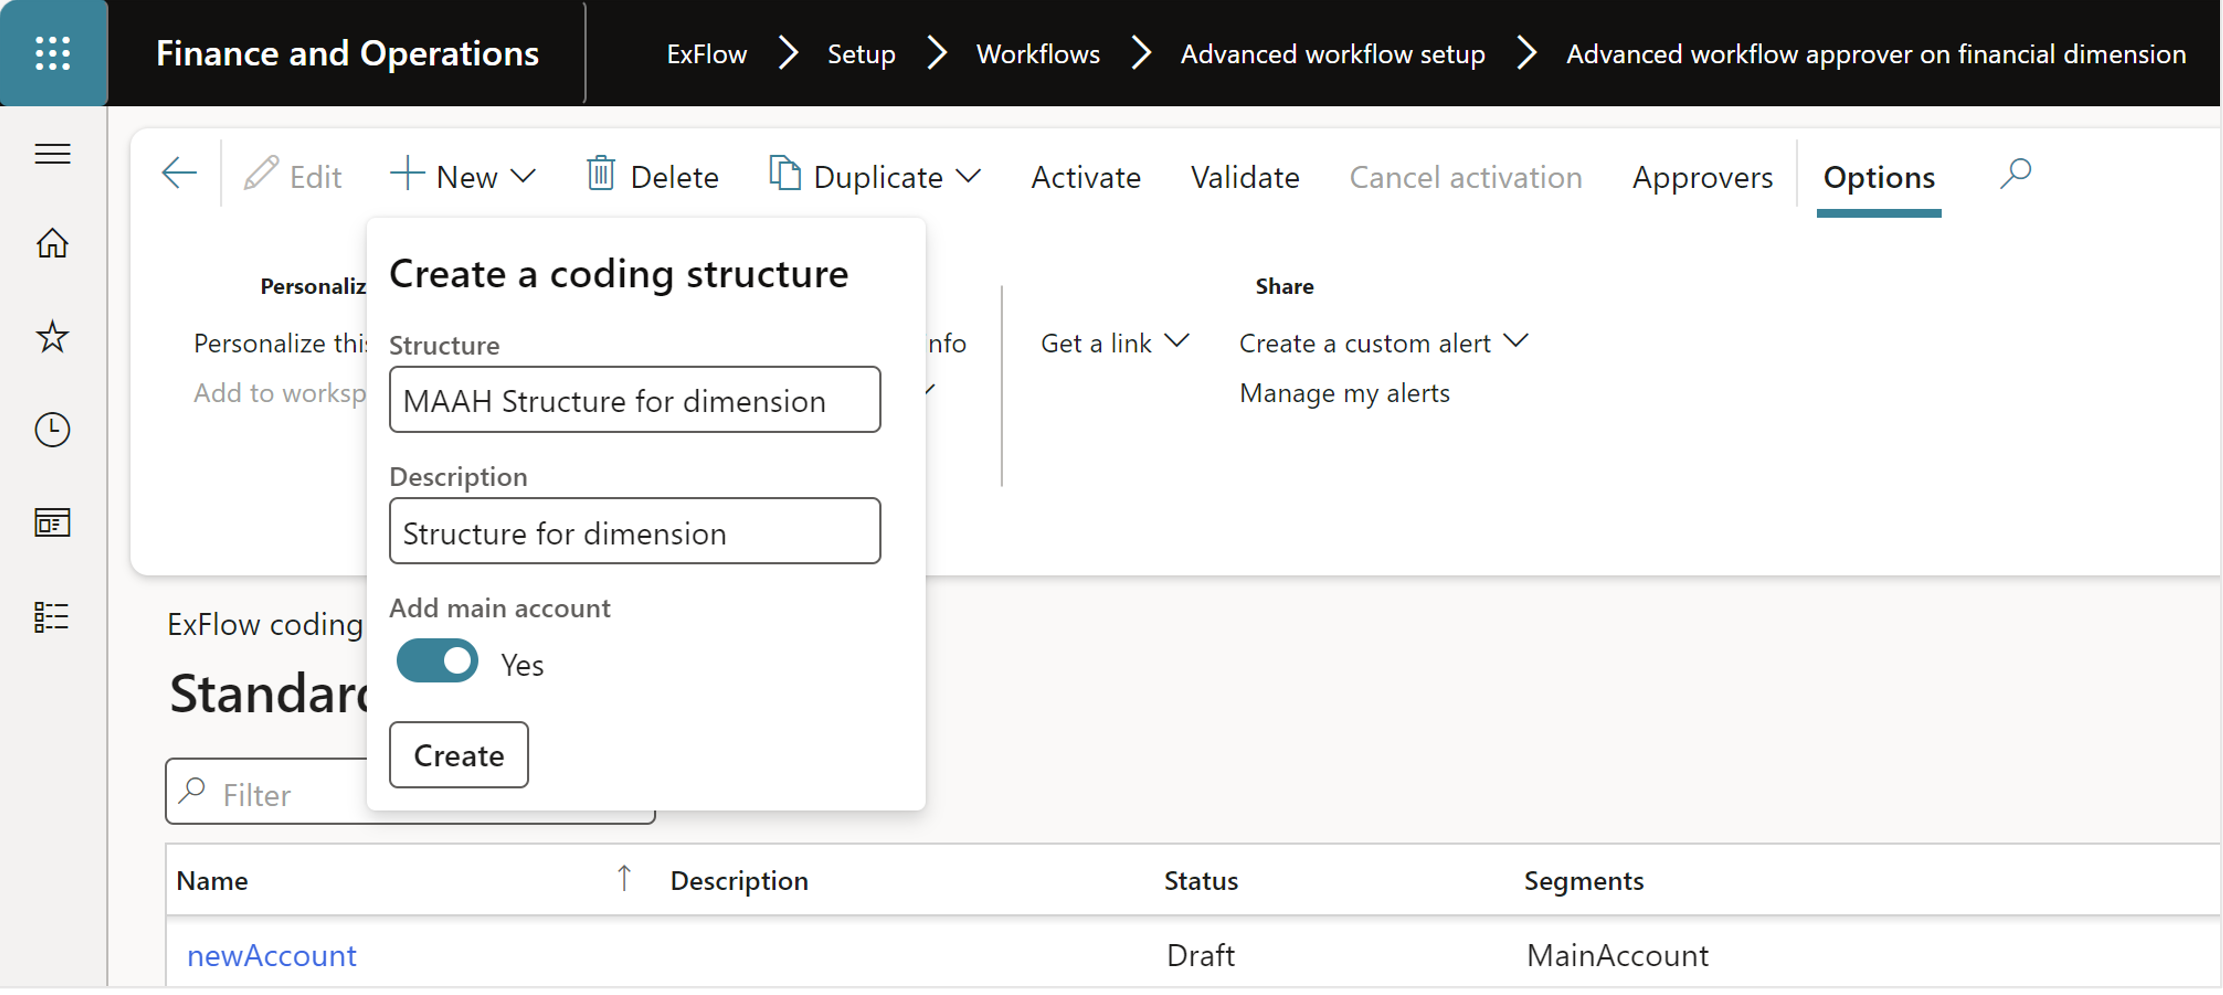 Finance and Operations
ExFlow Setup Workflows Advanced workflow setup Advanced workflow approver on financial dimension
Edit New Delete Duplicate Activate Validate Cancel activation Approvers Options
Create a coding structure
Personaliz Share
Personalize this nfo Get a link Create a custom alert
Structure
MAAH Structure for dimension
Add to worksp Manage my alerts
Description
Structure for dimension
Add main account
ExFlow coding
Yes
Standard
Create
Filter
Name Description Status Segments
newAccount Draft MainAccount